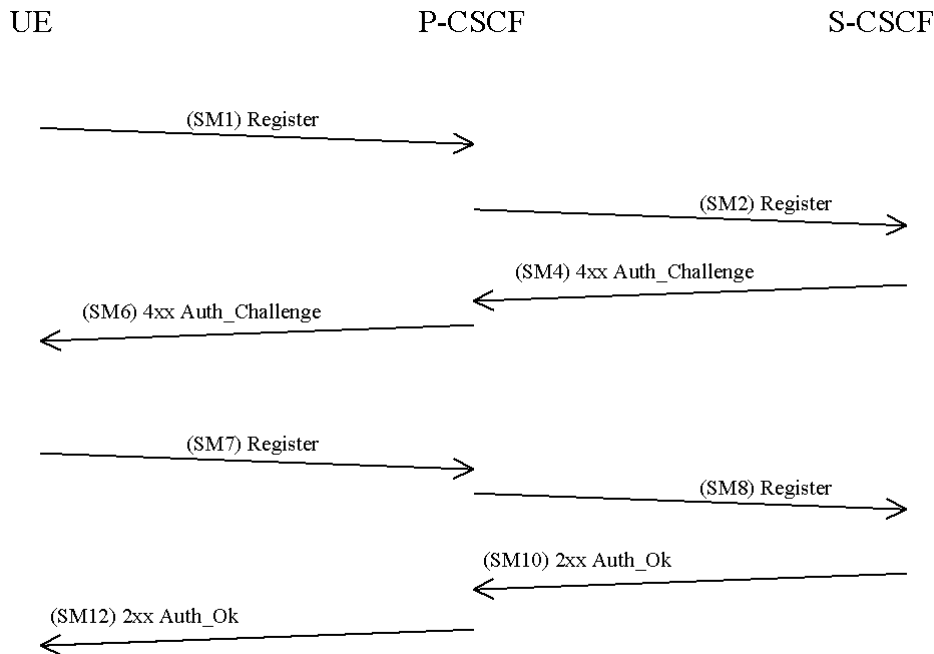 UE P-CSCF S-CSCF
(SM1) Register
(SM2) Register
(SM4) 4xx Auth_Challenge
(SM6) 4xx Auth_Challenge
(SM7) Register
(SM8) Register
(SM10) 2xx Auth_Ok
(SM12) 2xx Auth_Ok